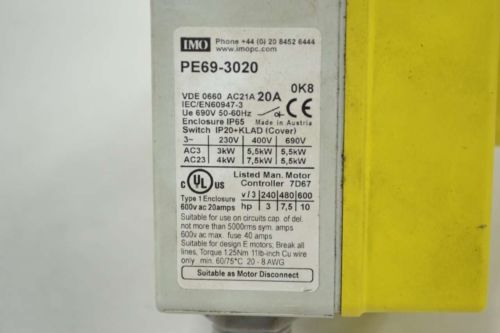 IMO Phone +44 (0) 20 8452 6444
www.imopc.com
PE69-3020
0K8
VDE 0660 AC21A 20A
IEC/EN60947-3
Ue 690V 50-60Hz CE
Enclosure IP65 Made in Austria
Switch IP20+KLAD (Cover)
3~ 230V 400V 690V
AC3 3kW 5,5kW 5,5kW
AC23 4kW 7,5kW 5,5kW
c UL us Listed Man. Motor
Controller 7D67
Type 1 Enclosure v/3 240 480 600
600v ac 20amps hp 3 7,5 10
Suitable for use on circuits cap. of del.
not more than 5000rms sym. amps
600v ac max. fuse 40 amps
Suitable for design E motors; Break all
lines, Torque 1.25Nm 11lb-inch Cu wire
only min. 60/75°C 20 - 8 AWG
Suitable as Motor Disconnect